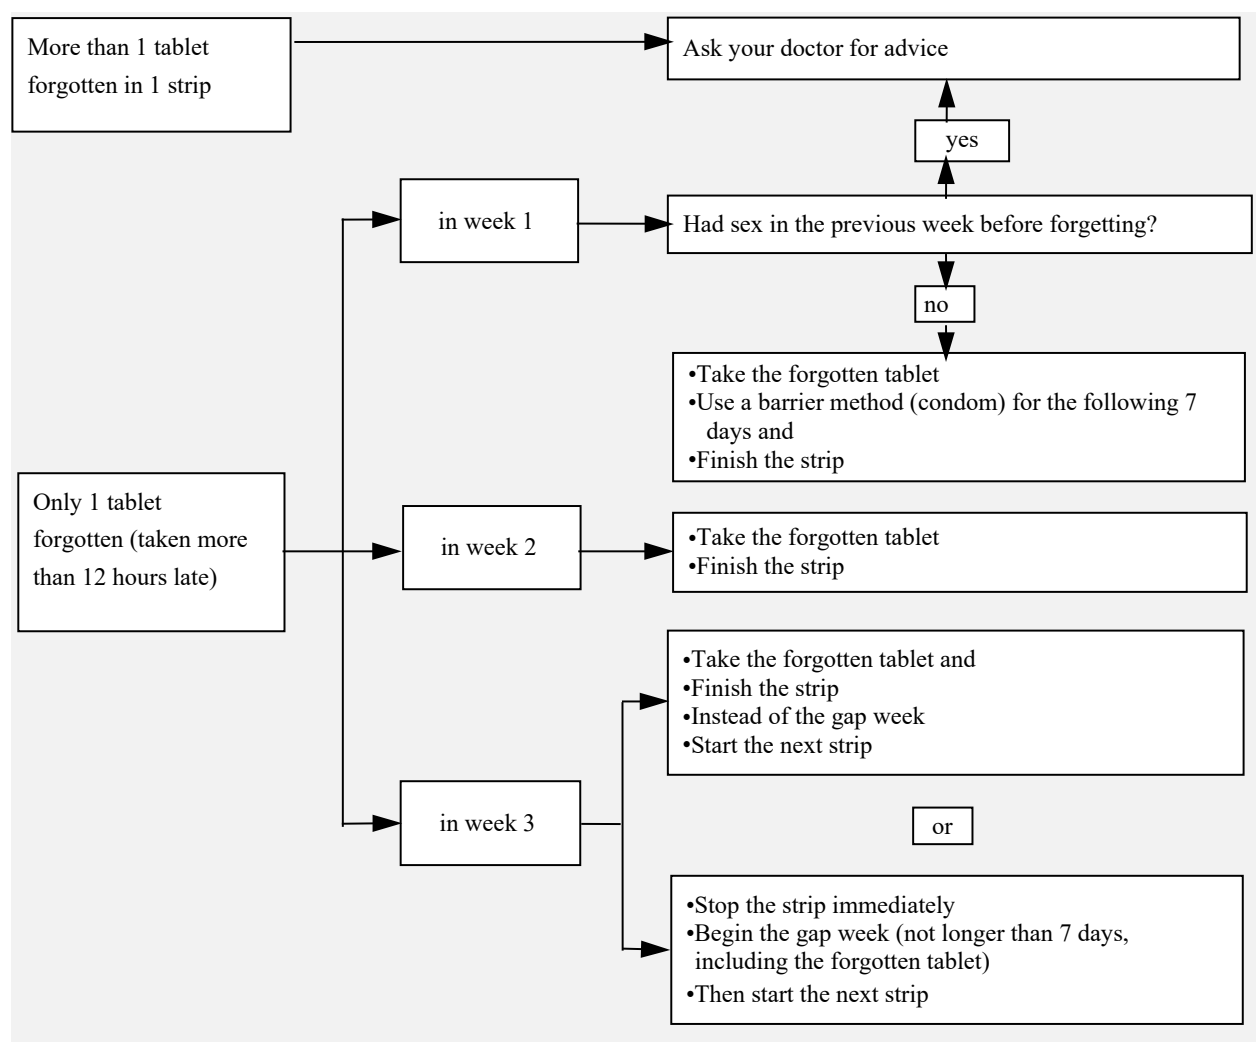 More than 1 tablet
forgotten in 1 strip
Ask your doctor for advice
yes
in week 1
Had sex in the previous week before forgetting?
no
•Take the forgotten tablet
•Use a barrier method (condom) for the following 7
days and
•Finish the strip
Only 1 tablet
forgotten (taken more
than 12 hours late)
in week 2
•Take the forgotten tablet
•Finish the strip
•Take the forgotten tablet and
•Finish the strip
•Instead of the gap week
•Start the next strip
in week 3
or
•Stop the strip immediately
•Begin the gap week (not longer than 7 days,
including the forgotten tablet)
•Then start the next strip